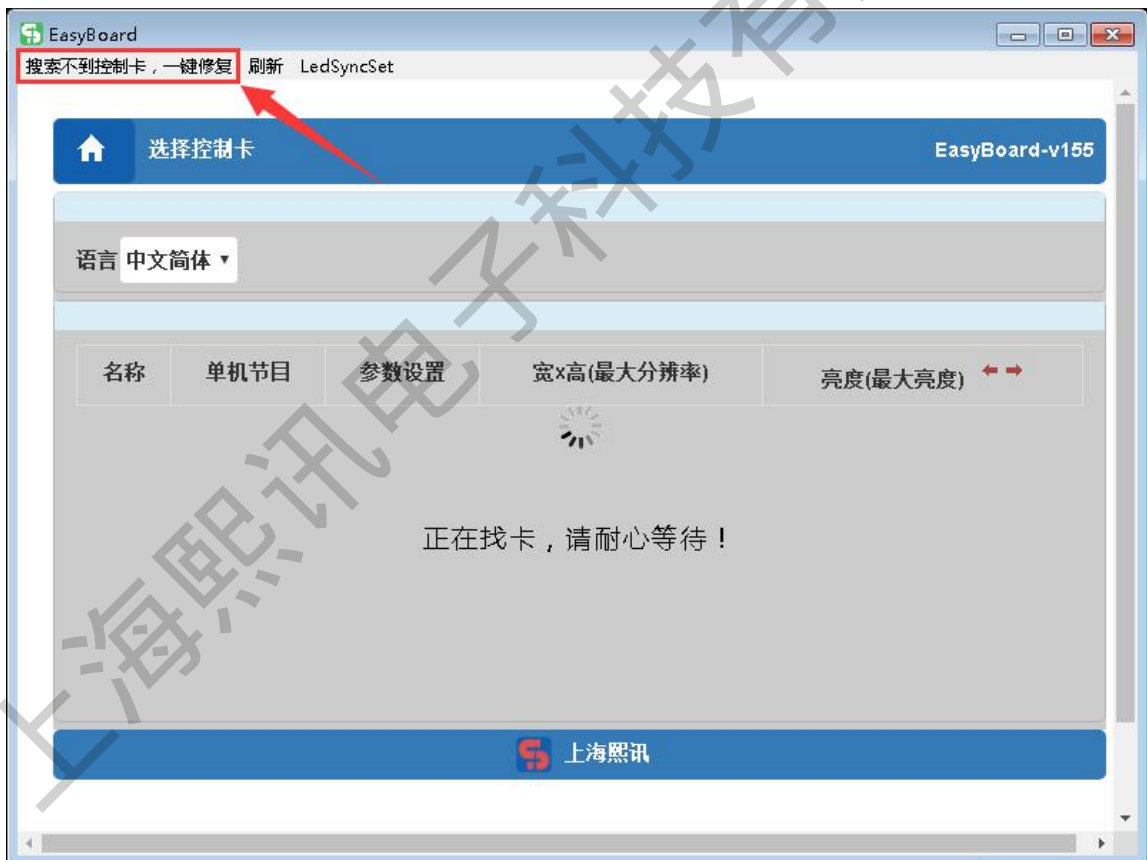 EasyBoard
搜索不到控制卡，一键修复 刷新 LedSyncSet
选择控制卡 EasyBoard-v155
语言 中文简体
名称 单机节目 参数设置 宽x高(最大分辨率) 亮度(最大亮度)
正在找卡，请耐心等待！
上海熙讯
上海熙讯电子科技有